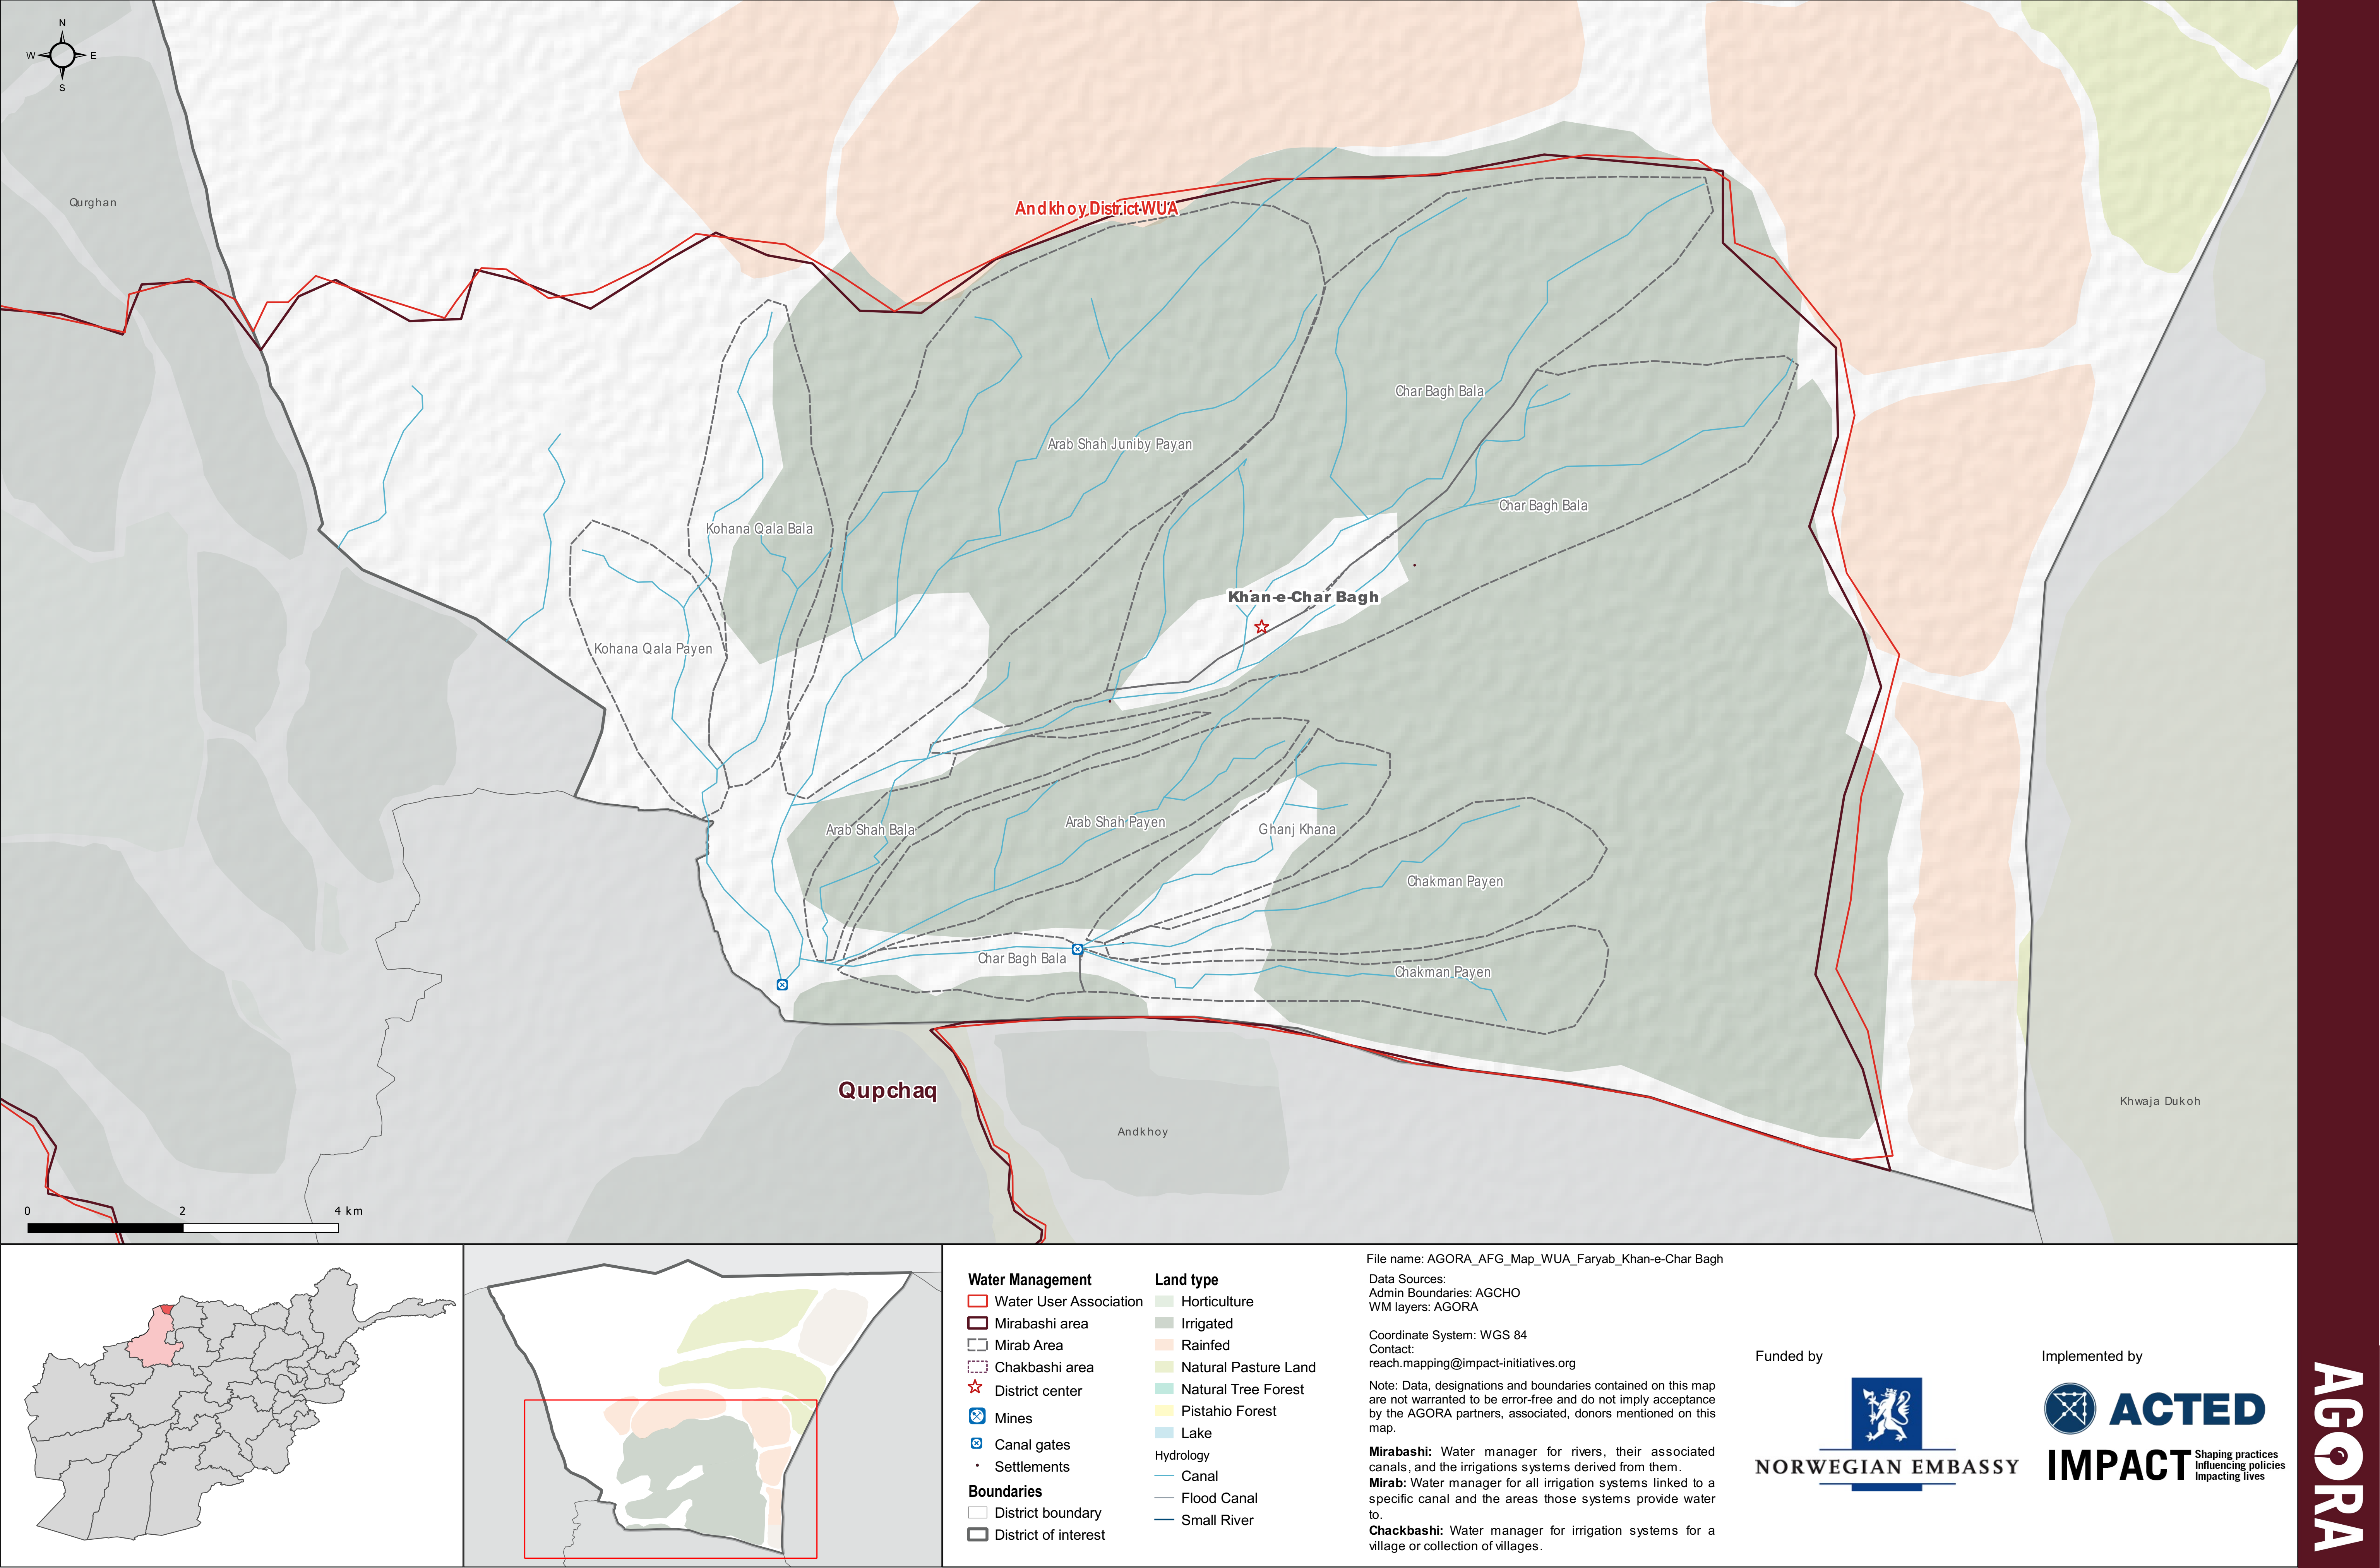 N
W
E
S
Qurghan
Andkhoy District WUA
Char Bagh Bala
Arab Shah Juniby Payan
Char Bagh Bala
Kohana Qala Bala
Khan-e-Char Bagh
Kohana Qala Payen
Arab Shah Payen
Arab Shah Bala
Ghanj Khana
Chakman Payen
Char Bagh Bala
Chakman Payen
Qupchaq
Khwaja Dukoh
Andkhoy
0 2 4 km
Water Management
Water User Association
Mirabashi area
Mirab Area
Chakbashi area
District center
Mines
Canal gates
Settlements
Boundaries
District boundary
District of interest
Land type
Horticulture
Irrigated
Rainfed
Natural Pasture Land
Natural Tree Forest
Pistahio Forest
Lake
Hydrology
Canal
Flood Canal
Small River
File name: AGORA_AFG_Map_WUA_Faryab_Khan-e-Char Bagh
Data Sources:
Admin Boundaries: AGCHO
WM layers: AGORA
Coordinate System: WGS 84
Contact:
reach.mapping@impact-initiatives.org
Note: Data, designations and boundaries contained on this map
are not warranted to be error-free and do not imply acceptance
by the AGORA partners, associated, donors mentioned on this
map.
Mirabashi: Water manager for rivers, their associated
canals, and the irrigations systems derived from them.
Mirab: Water manager for all irrigation systems linked to a
specific canal and the areas those systems provide water
to.
Chackbashi: Water manager for irrigation systems for a
village or collection of villages.
Funded by
NORWEGIAN EMBASSY
Implemented by
ACTED
IMPACT
Shaping practices
Influencing policies
Impacting lives
AGORA